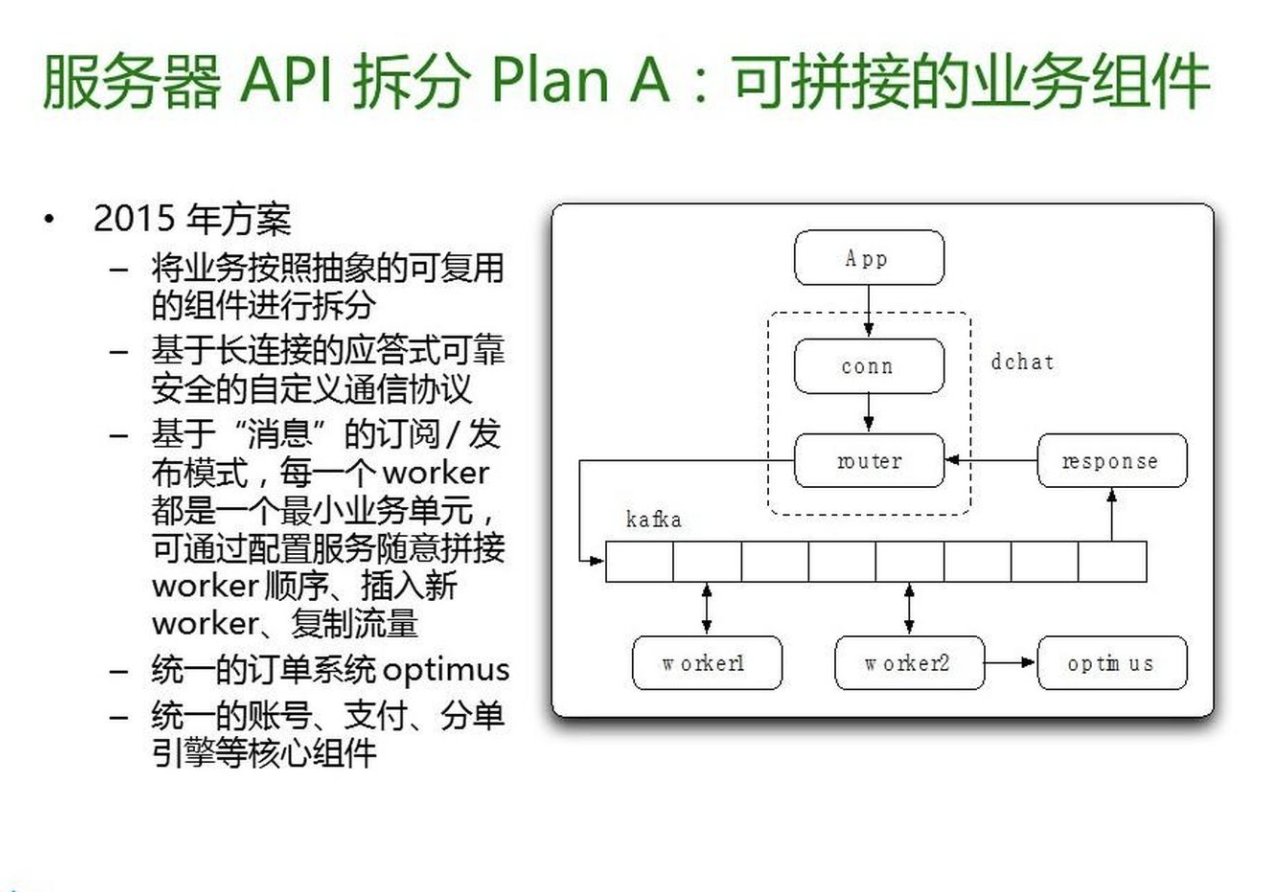 服务器 API 拆分 Plan A：可拼接的业务组件
• 2015 年方案
– 将业务按照抽象的可复用
的组件进行拆分
– 基于长连接的应答式可靠
安全的自定义通信协议
– 基于“消息”的订阅 / 发
布模式，每一个 worker
都是一个最小业务单元，
可通过配置服务随意拼接
worker 顺序、插入新
worker、复制流量
– 统一的订单系统 optimus
– 统一的账号、支付、分单
引擎等核心组件
App
conn
dchat
router
response
kafka
worker1
worker2
optimus